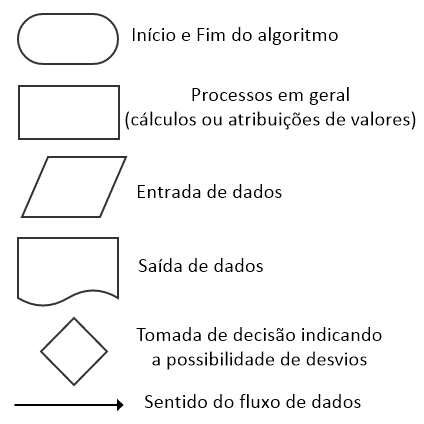 Início e Fim do algoritmo
Processos em geral
(cálculos ou atribuições de valores)
Entrada de dados
Saída de dados
Tomada de decisão indicando
a possibilidade de desvios
Sentido do fluxo de dados